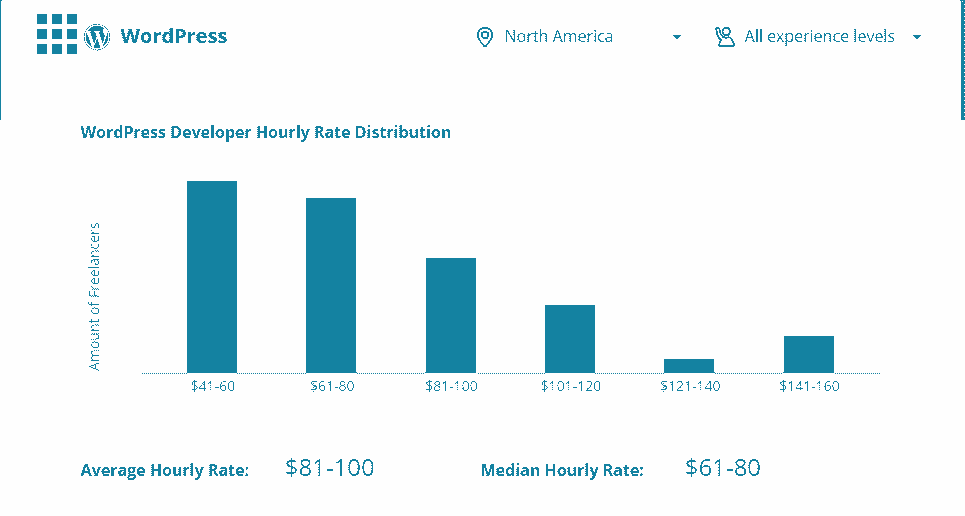 WordPress
North America
All experience levels
WordPress Developer Hourly Rate Distribution
Amount of Freelancers
$41-60 $61-80 $81-100 $101-120 $121-140 $141-160
Average Hourly Rate: $81-100 Median Hourly Rate: $61-80